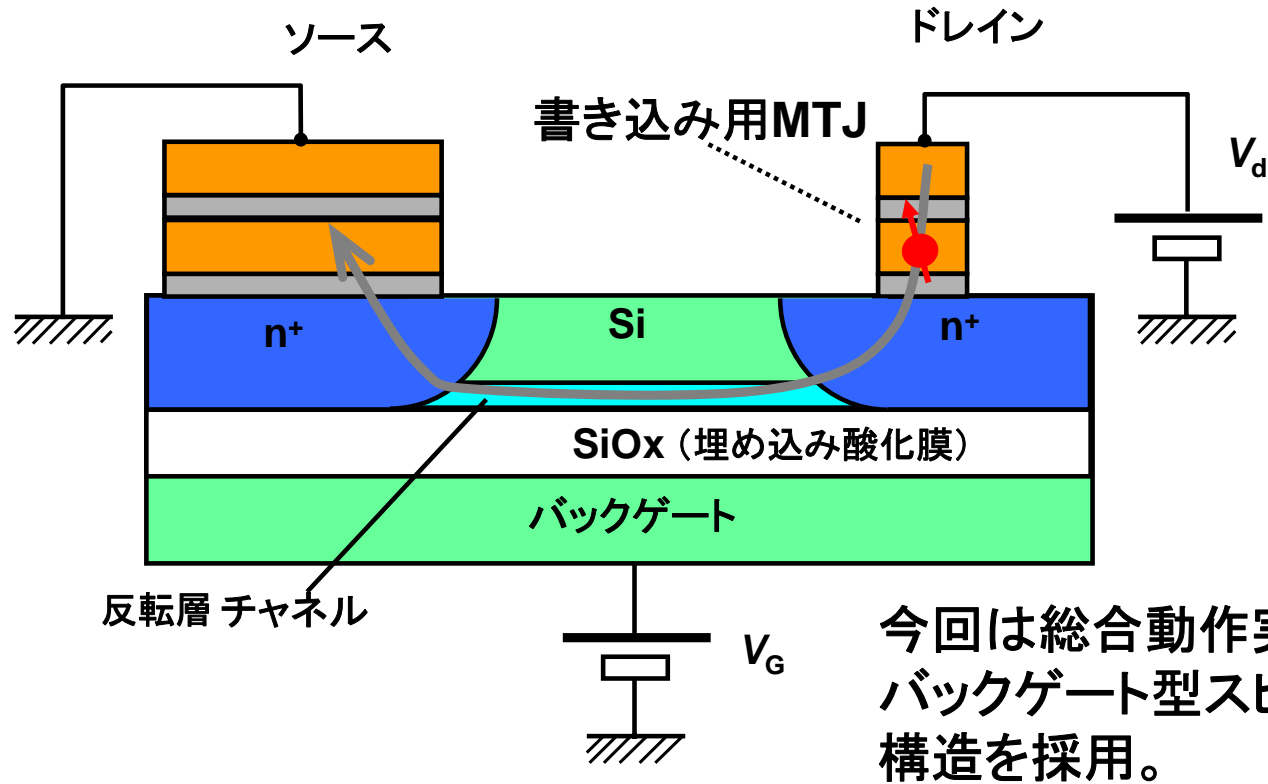 ソース
ドレイン
書き込み用MTJ
Vd
n+
Si
n+
SiOx（埋め込み酸化膜）
バックゲート
反転層 チャネル
VG
今回は総合動作実
バックゲート型スピ
構造を採用。